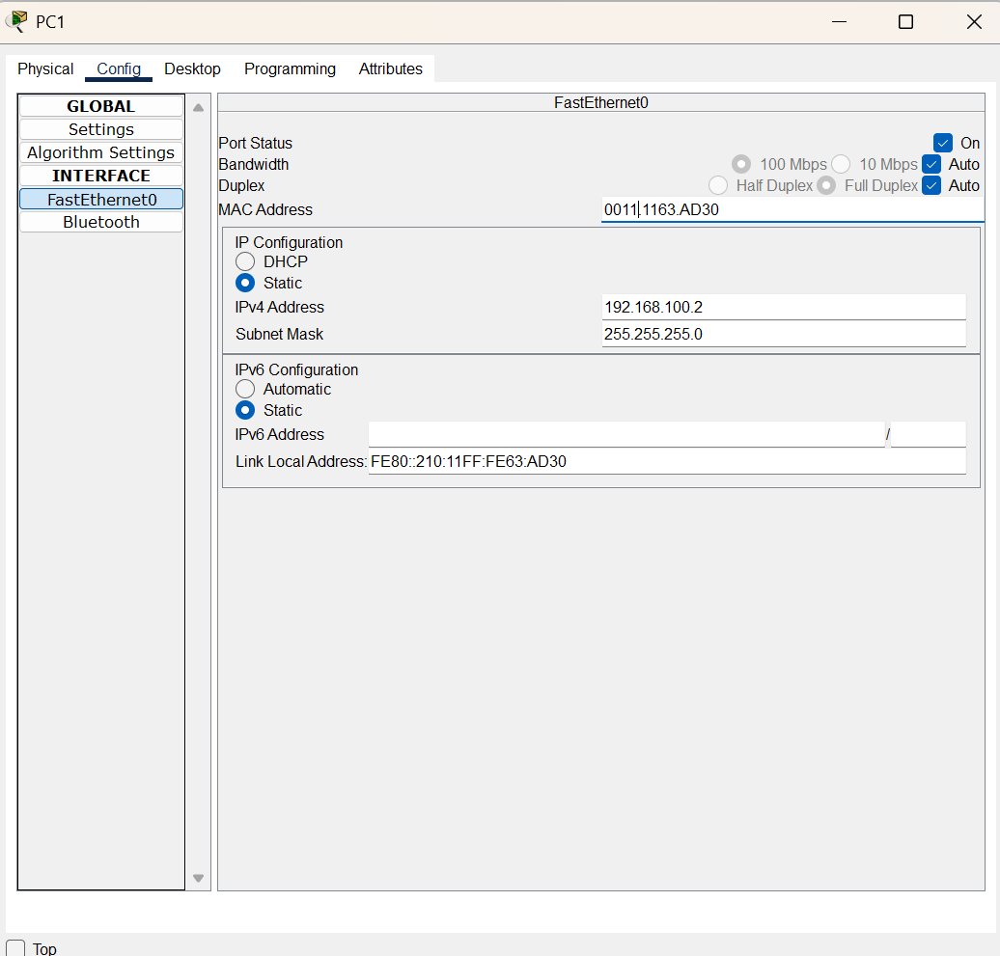 PC1
Physical Config Desktop Programming Attributes
GLOBAL
Settings
Algorithm Settings
INTERFACE
FastEthernet0
Bluetooth
FastEthernet0
Port Status On
Bandwidth 100 Mbps 10 Mbps Auto
Duplex Half Duplex Full Duplex Auto
MAC Address 0011.1163.AD30
IP Configuration
DHCP
Static
IPv4 Address 192.168.100.2
Subnet Mask 255.255.255.0
IPv6 Configuration
Automatic
Static
IPv6 Address /
Link Local Address: FE80::210:11FF:FE63:AD30
Top